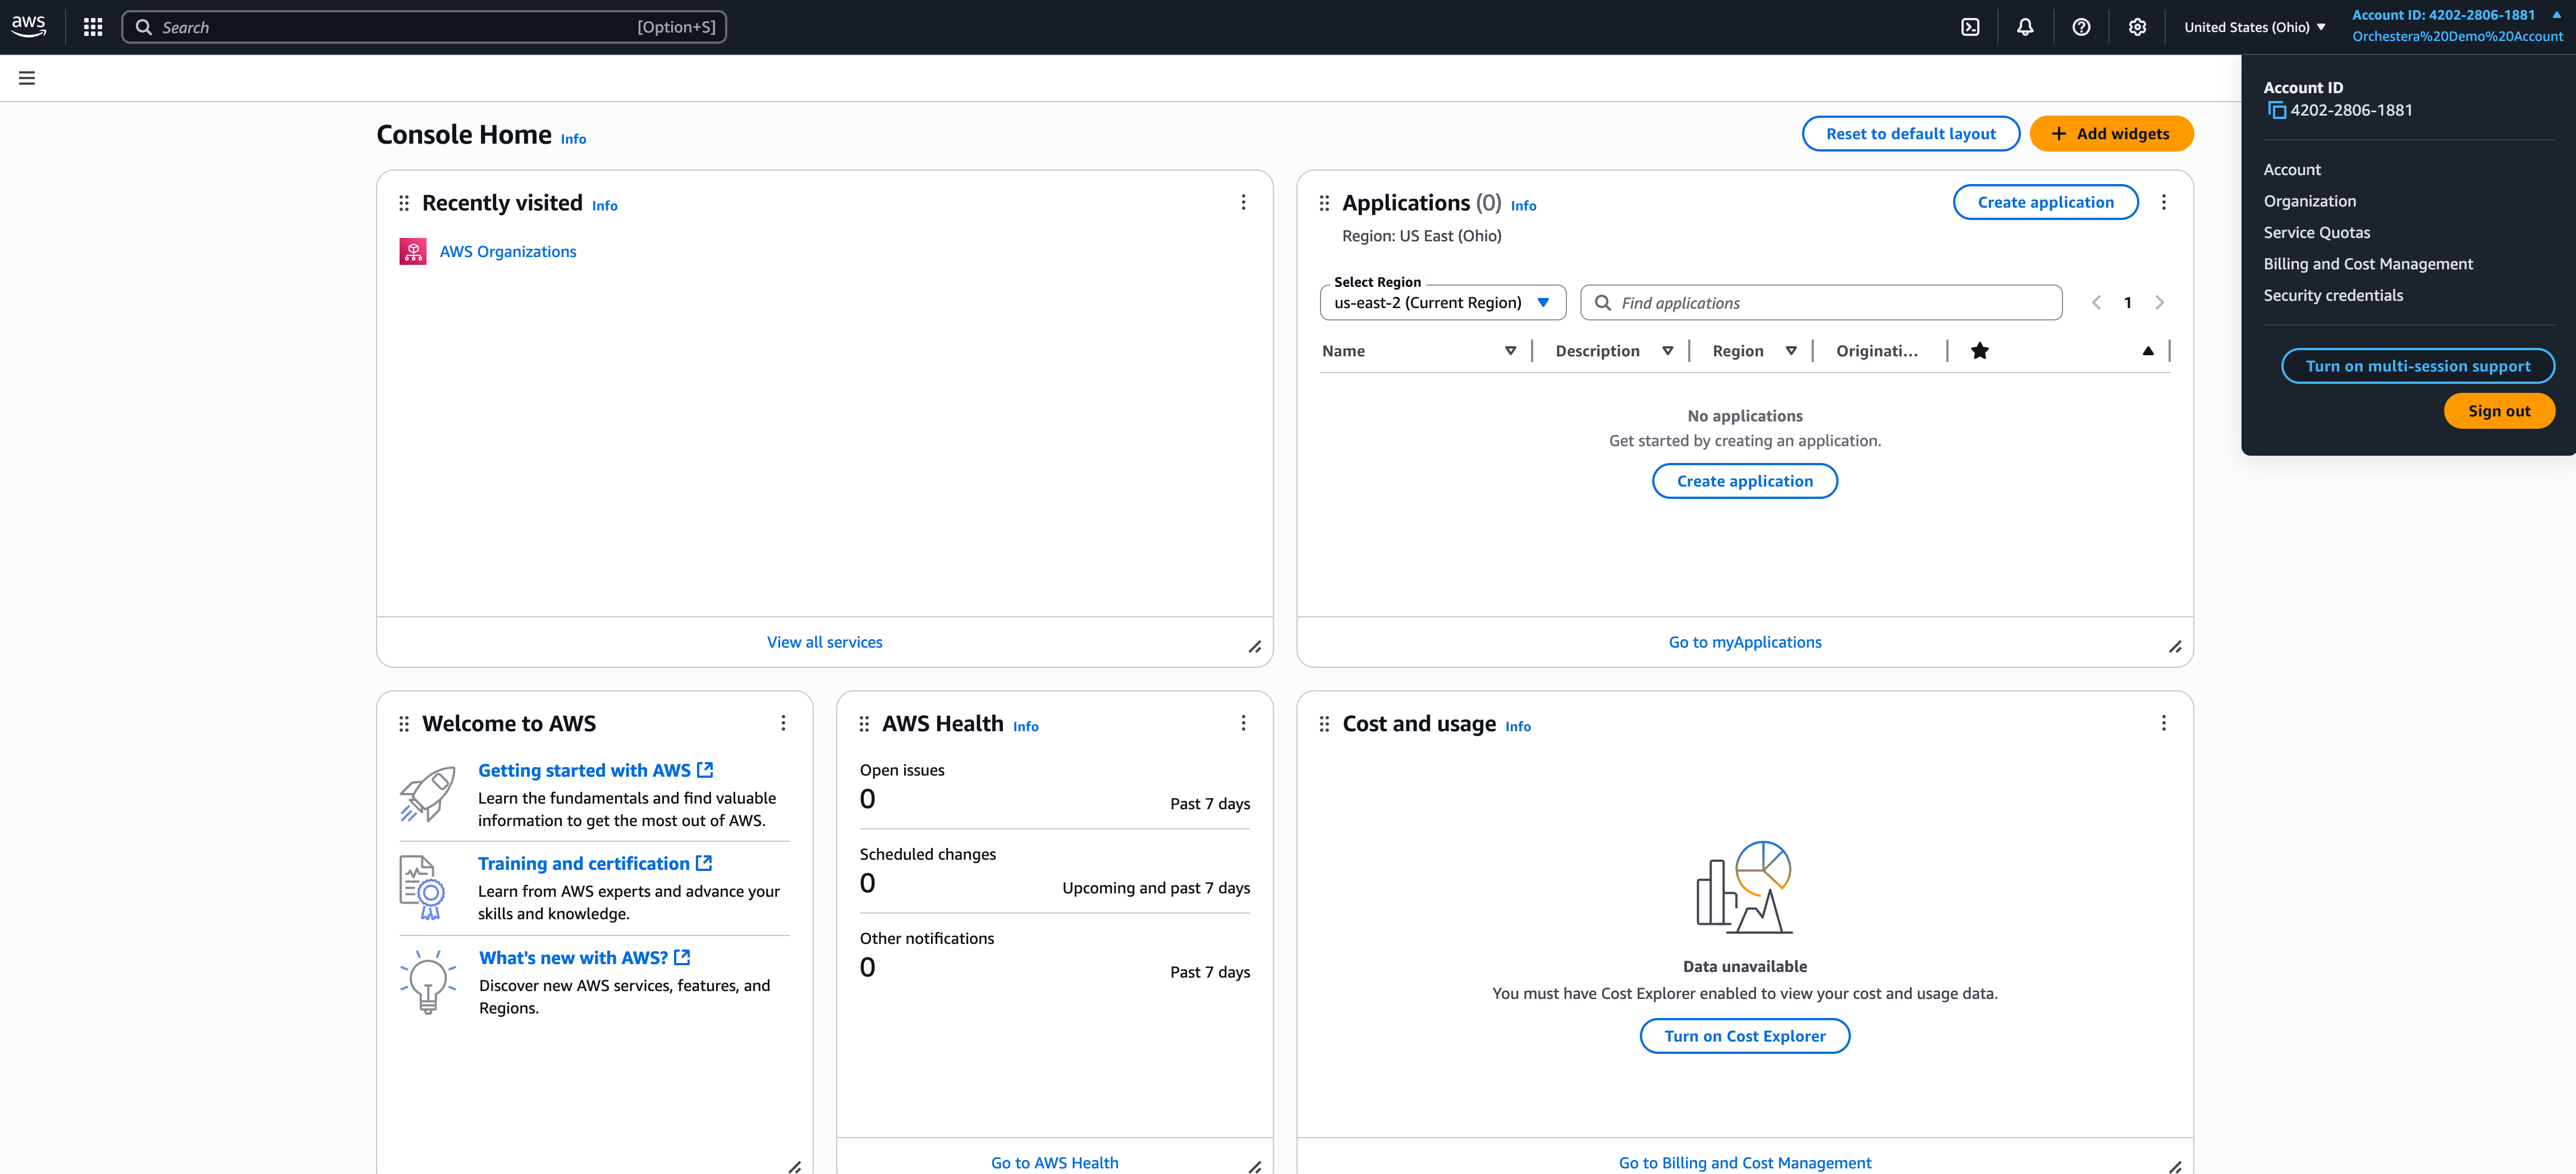 aws
Search
[Option+S]
United States (Ohio)
Account ID: 4202-2806-1881
Orchestera%20Demo%20Account
Account ID
4202-2806-1881
Account
Organization
Service Quotas
Billing and Cost Management
Security credentials
Turn on multi-session support
Sign out
Console Home Info
Reset to default layout
Add widgets
Recently visited Info
AWS Organizations
View all services
Applications (0) Info
Create application
Region: US East (Ohio)
Select Region
us-east-2 (Current Region)
Find applications
1
Name
Description
Region
Originati...
No applications
Get started by creating an application.
Create application
Go to myApplications
Welcome to AWS
Getting started with AWS
Learn the fundamentals and find valuable
information to get the most out of AWS.
Training and certification
Learn from AWS experts and advance your
skills and knowledge.
What's new with AWS?
Discover new AWS services, features, and
Regions.
AWS Health Info
Open issues
0
Past 7 days
Scheduled changes
0
Upcoming and past 7 days
Other notifications
0
Past 7 days
Go to AWS Health
Cost and usage Info
Data unavailable
You must have Cost Explorer enabled to view your cost and usage data.
Turn on Cost Explorer
Go to Billing and Cost Management